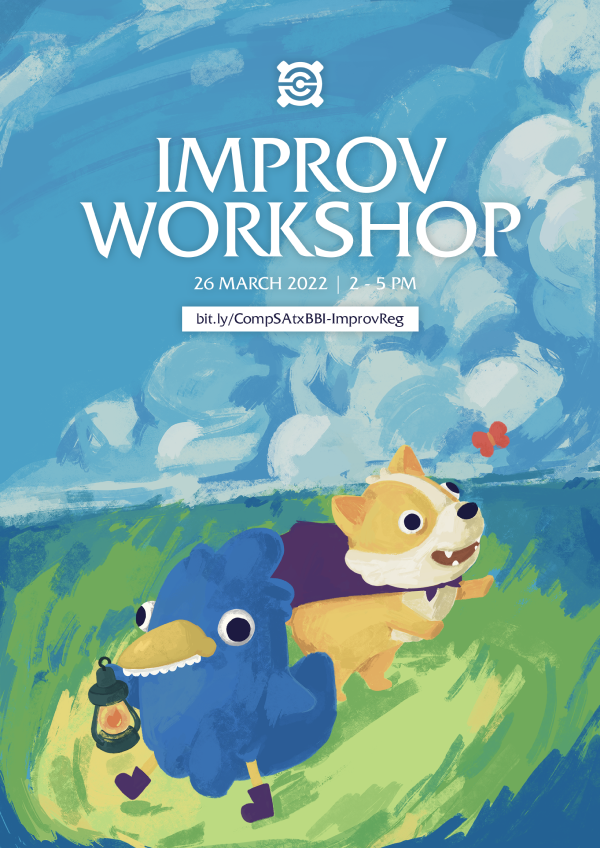 IMPROV
WORKSHOP
26 MARCH 2022 | 2 - 5 PM
bit.ly/CompSAtxBBI-ImprovReg